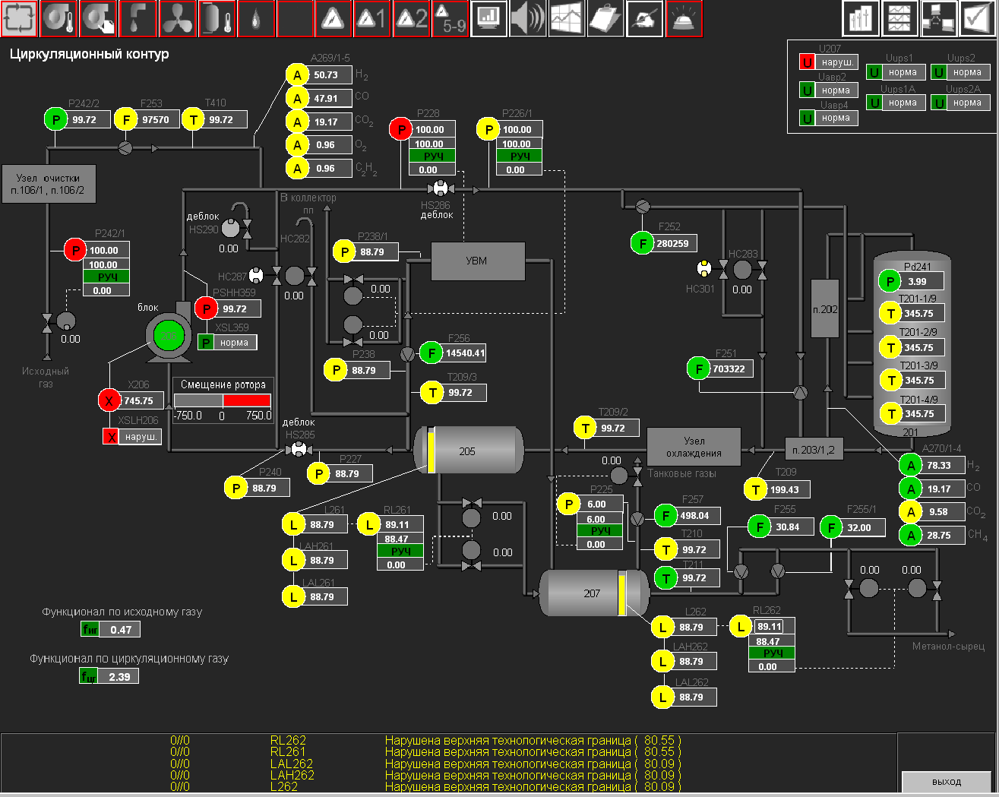 1
2
5-9
Циркуляционный контур
U207
U наруш.
Uавр2
U норма
Uавр4
U норма
Uups1
U норма
Uups1A
U норма
Uups2
U норма
Uups2A
U норма
A269/1-5
A 50.73 H2
A 47.91 CO
A 19.17 CO2
A 0.96 O2
A 0.96 C2H2
P242/2
P 99.72
F253
F 97570
T410
T 99.72
P228
P 100.00
100.00
РУЧ
0.00
P226/1
P 100.00
100.00
РУЧ
0.00
Узел очистки
п.106/1, п.106/2
HS286
деблок
В коллектор
пп
деблок
HS290
0.00
HC282
P242/1
P 100.00
100.00
РУЧ
0.00
0.00
Исходный
газ
P238/1
P 88.79
УВМ
F252
F 280259
HC283
HC301
0.00
HC287
0.00
0.00
0.00
PSHH359
P 99.72
XSL359
P норма
блок
п.202
Pd241
P 3.99
T201-1/9
T 345.75
T201-2/9
T 345.75
T201-3/9
T 345.75
T201-4/9
T 345.75
201
F256
F 14540.41
P238
P 88.79
T209/3
T 99.72
F251
F 703322
X206
X 745.75
XSLH206
X наруш.
Смещение ротора
-750.0 0 750.0
деблок
HS285
P240
P 88.79
P227
P 88.79
205
T209/2
T 99.72
Узел
охлаждения
п.203/1,2
0.00
Танковые газы
T209
T 199.43
A270/1-4
A 78.33 H2
A 19.17 CO
A 9.58 CO2
A 28.75 CH4
P225
P 6.00
6.00
РУЧ
0.00
F257
F 498.04
T210
T 99.72
T211
T 99.72
F255
F 30.84
F255/1
F 32.00
L261
L 88.79
LAH261
L 88.79
LAL261
L 88.79
RL261
L 89.11
88.47
РУЧ
0.00
0.00
0.00
207
0.00 0.00
Метанол-сырец
L262
L 88.79
LAH262
L 88.79
LAL262
L 88.79
RL262
L 89.11
88.47
РУЧ
0.00
Функционал по исходному газу
fиг 0.47
Функционал по циркуляционному газу
fцг 2.39
0//0 RL262 Нарушена верхняя технологическая граница ( 80.55 )
0//0 RL261 Нарушена верхняя технологическая граница ( 80.55 )
0//0 LAL262 Нарушена верхняя технологическая граница ( 80.09 )
0//0 LAH262 Нарушена верхняя технологическая граница ( 80.09 )
0//0 L262 Нарушена верхняя технологическая граница ( 80.09 )
выход